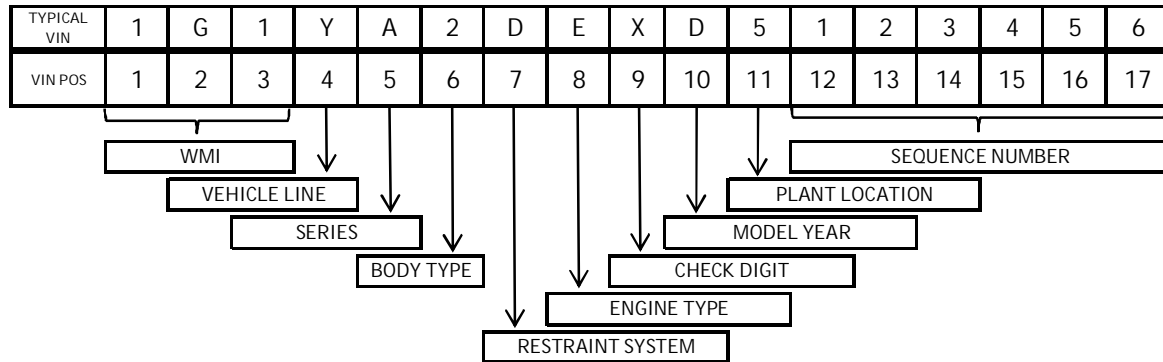 TYPICAL VIN 1 G 1 Y A 2 D E X D 5 1 2 3 4 5 6
VIN POS 1 2 3 4 5 6 7 8 9 10 11 12 13 14 15 16 17
WMI SEQUENCE NUMBER
VEHICLE LINE PLANT LOCATION
SERIES MODEL YEAR
BODY TYPE CHECK DIGIT
ENGINE TYPE
RESTRAINT SYSTEM